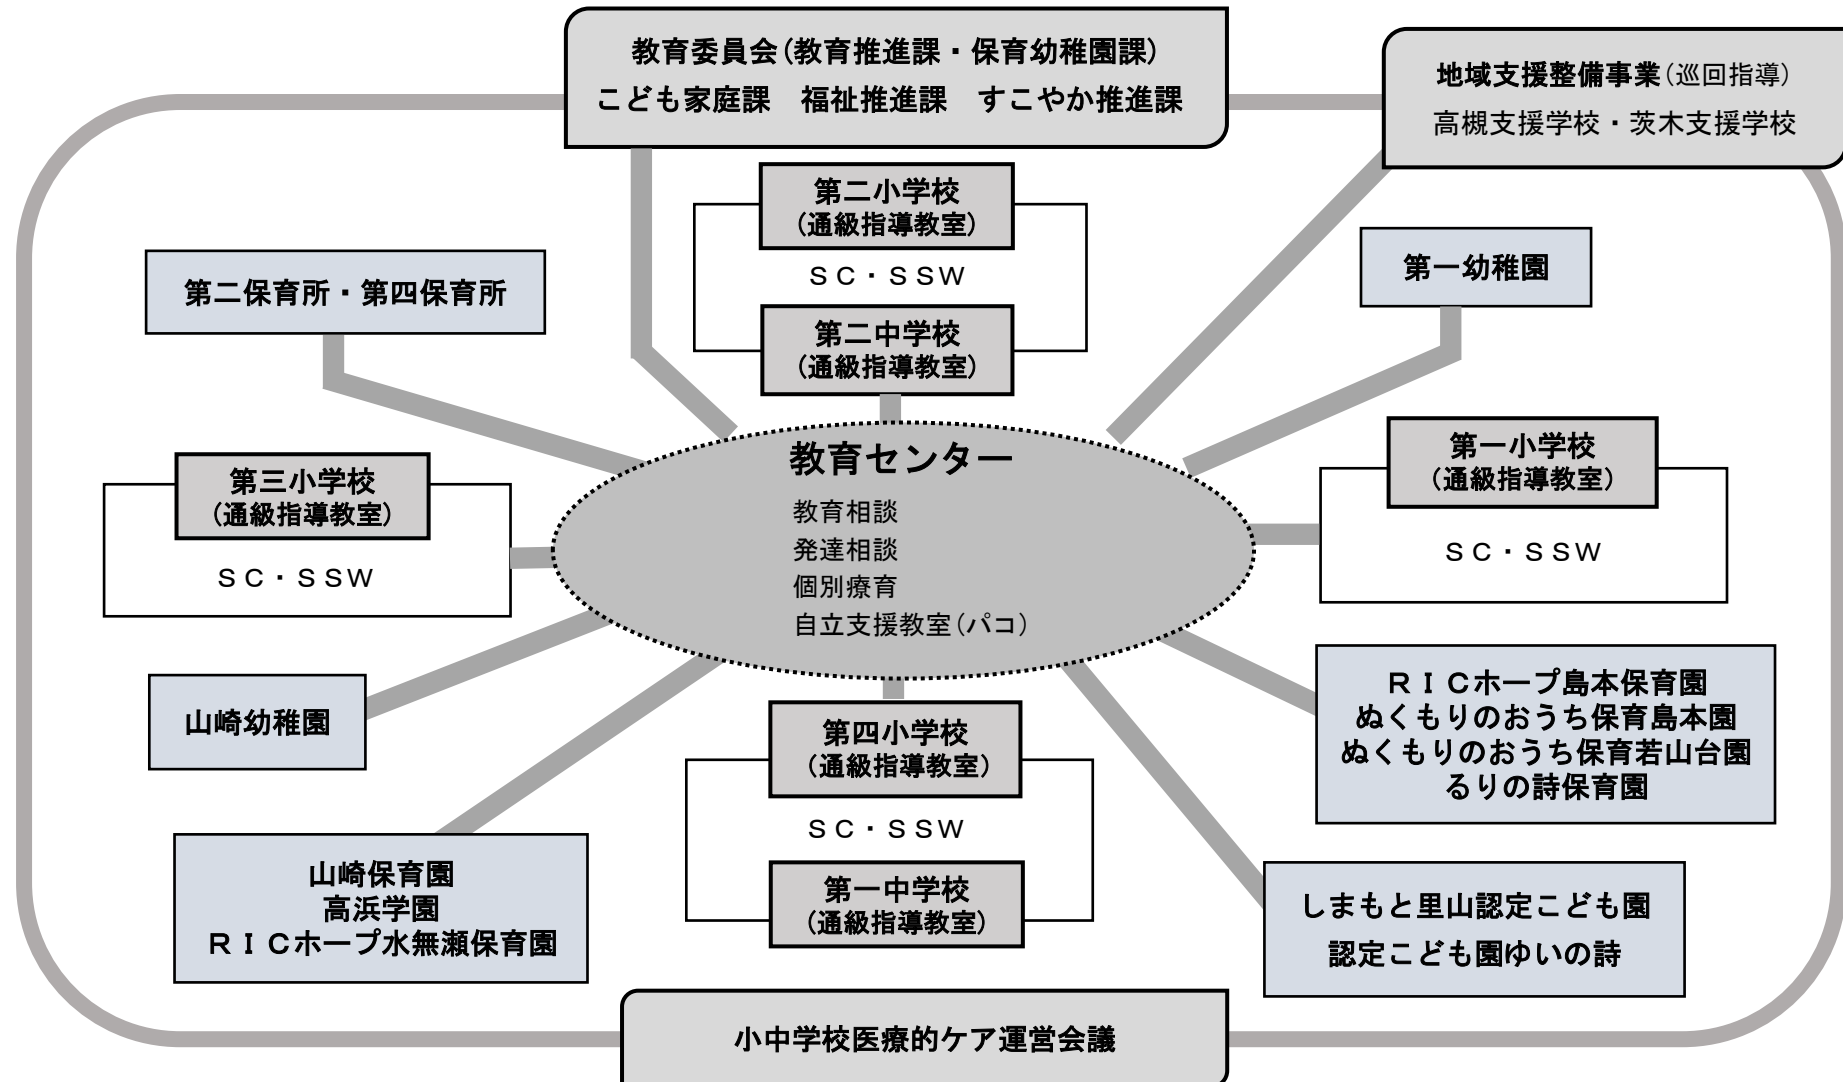 教育委員会(教育推進課・保育幼稚園課)
こども家庭課　福祉推進課　すこやか推進課
地域支援整備事業(巡回指導)
高槻支援学校・茨木支援学校
第二小学校
(通級指導教室)
ＳＣ・ＳＳＷ
第二中学校
(通級指導教室)
第二保育所・第四保育所
第一幼稚園
教育センター
教育相談
発達相談
個別療育
自立支援教室(パコ)
第三小学校
(通級指導教室)
ＳＣ・ＳＳＷ
第一小学校
(通級指導教室)
ＳＣ・ＳＳＷ
山崎幼稚園
ＲＩＣホープ島本保育園
ぬくもりのおうち保育島本園
ぬくもりのおうち保育若山台園
るりの詩保育園
第四小学校
(通級指導教室)
ＳＣ・ＳＳＷ
第一中学校
(通級指導教室)
山崎保育園
高浜学園
ＲＩＣホープ水無瀬保育園
しまもと里山認定こども園
認定こども園ゆいの詩
小中学校医療的ケア運営会議